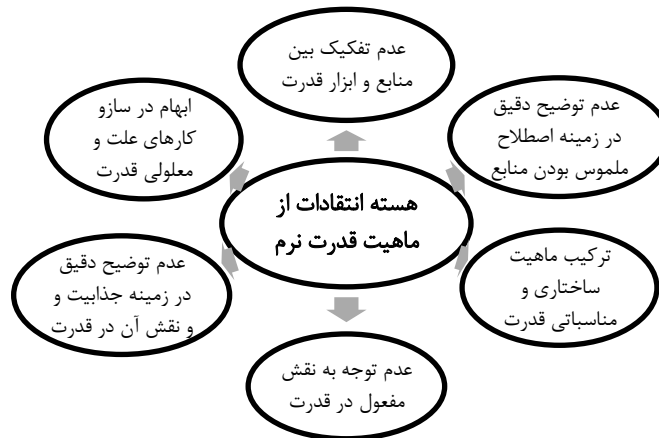 عدم تفکیک بین
منابع و ابزار قدرت
عدم توضیح دقیق
در زمینه اصطلاح
ملموس بودن منابع
ابهام در سازو
کارهای علت و
معلولی قدرت
هسته انتقادات از
ماهیت قدرت نرم
ترکیب ماهیت
ساختاری و
مناسباتی قدرت
عدم توضیح دقیق
در زمینه جذابیت و
و نقش آن در قدرت
عدم توجه به نقش
مفعول در قدرت